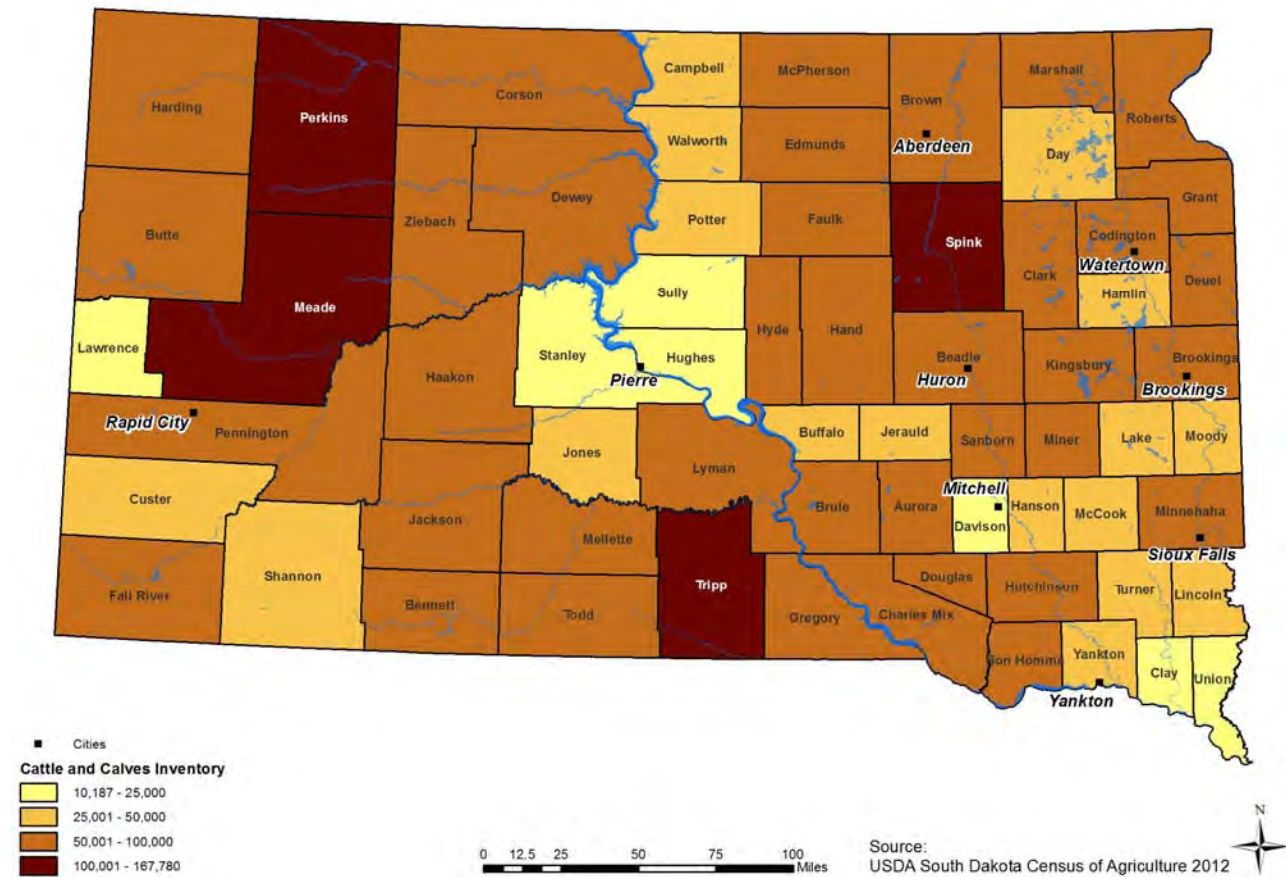 Campbell
McPherson
Marshall
Harding
Perkins
Corson
Brown
Roberts
Aberdeen
Walworth
Edmunds
Day
Dewey
Grant
Ziebach
Potter
Faulk
Butte
Spink
Codington
Watertown
Clark
Deuel
Sully
Hamlin
Meade
Hyde
Hand
Lawrence
Stanley
Hughes
Beadle
Kingsbury
Brookings
Haakon
Pierre
Huron
Brookings
Rapid City
Pennington
Buffalo
Jerauld
Sanborn
Miner
Lake
Moody
Jones
Lyman
Custer
Mitchell
Brule
Aurora
Davison
Hanson
McCook
Minnehaha
Jackson
Mellette
Sioux Falls
Shannon
Tripp
Douglas
Hutchinson
Turner
Lincoln
Fall River
Bennett
Todd
Gregory
Charles Mix
Bon Homme
Yankton
Clay
Union
Yankton
Cities
Cattle and Calves Inventory
10,187 - 25,000
25,001 - 50,000
50,001 - 100,000
100,001 - 167,780
0 12.5 25 50 75 100
Miles
Source:
USDA South Dakota Census of Agriculture 2012
N